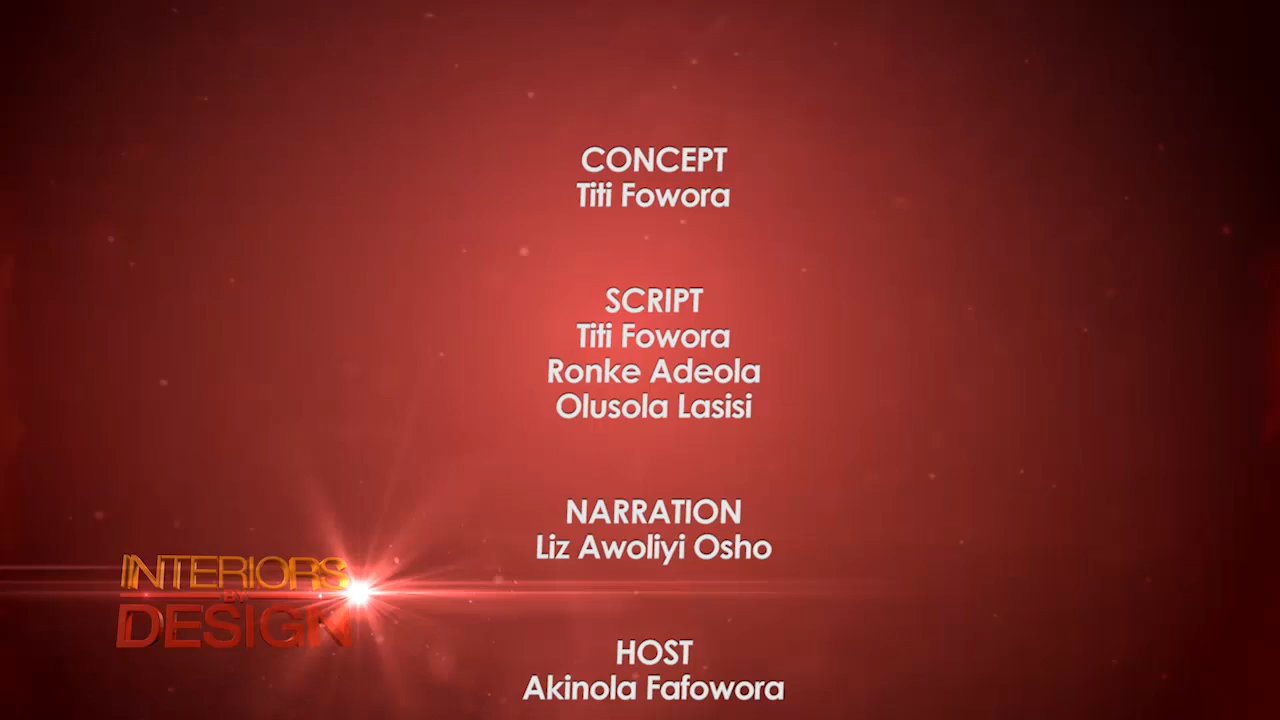 CONCEPT
Titi Fowora
SCRIPT
Titi Fowora
Ronke Adeola
Olusola Lasisi
NARRATION
Liz Awoliyi Osho
INTERIORS
BY
DESIGN
HOST
Akinola Fafowora